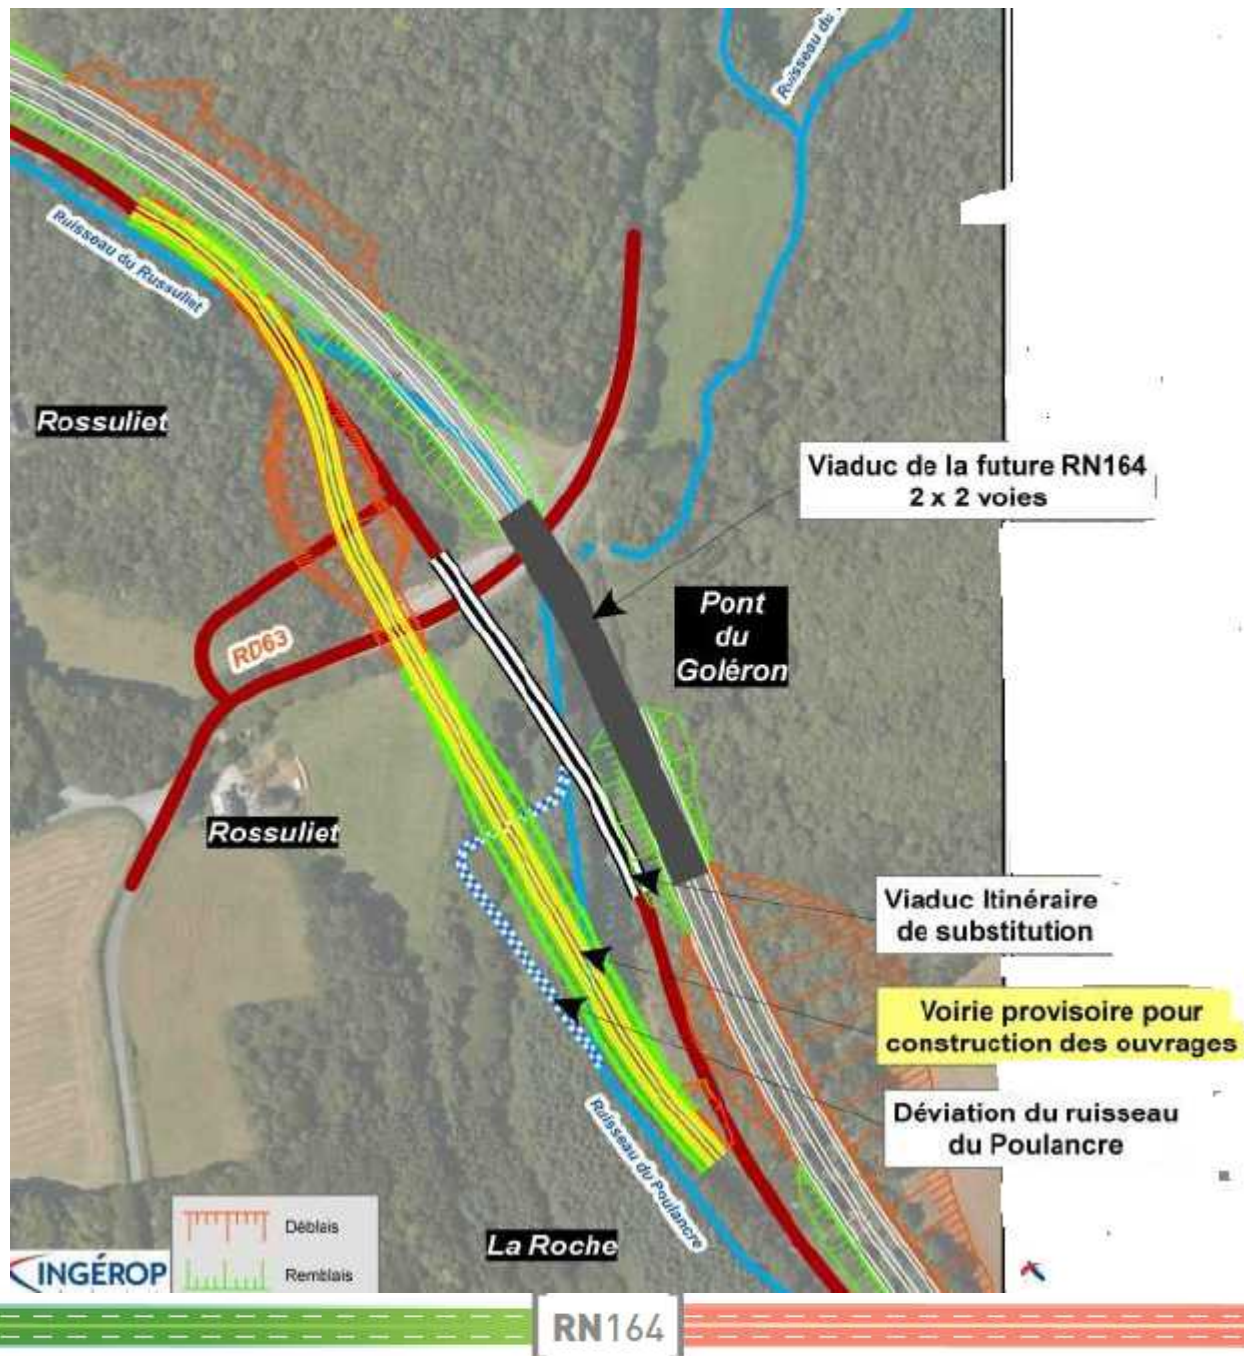 Ruisseau de
Ruisseau du Rossuliet
Rossuliet
Viaduc de la future RN164
2 x 2 voies
Pont
du
Goléron
RD63
Rossuliet
Viaduc Itinéraire
de substitution
Voirie provisoire pour
construction des ouvrages
Déviation du ruisseau
du Poulancre
Ruisseau du Poulancre
La Roche
Déblais
Remblais
INGÉROP
RN164